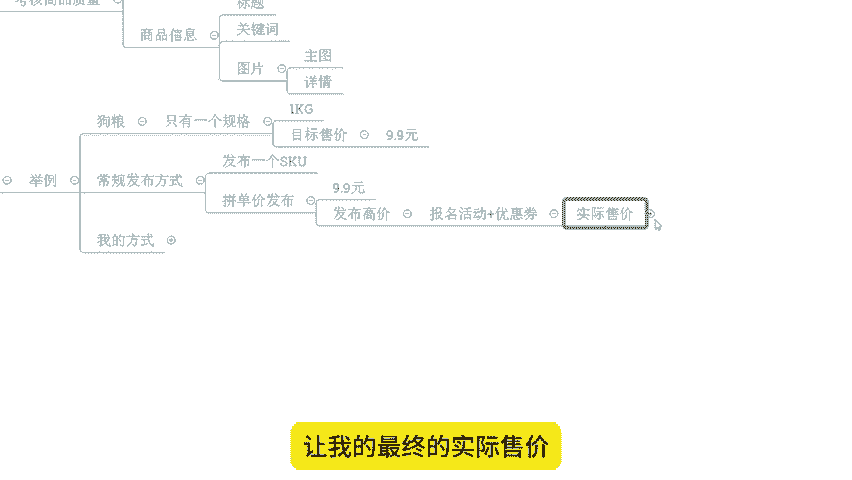 考核商品质量
标题
商品信息
关键词
图片
主图
详情
狗粮
只有一个规格
1KG
目标售价
9.9元
举例
常规发布方式
发布一个SKU
拼单价发布
9.9元
发布高价
报名活动+优惠券
实际售价
我的方式
让我的最终的实际售价